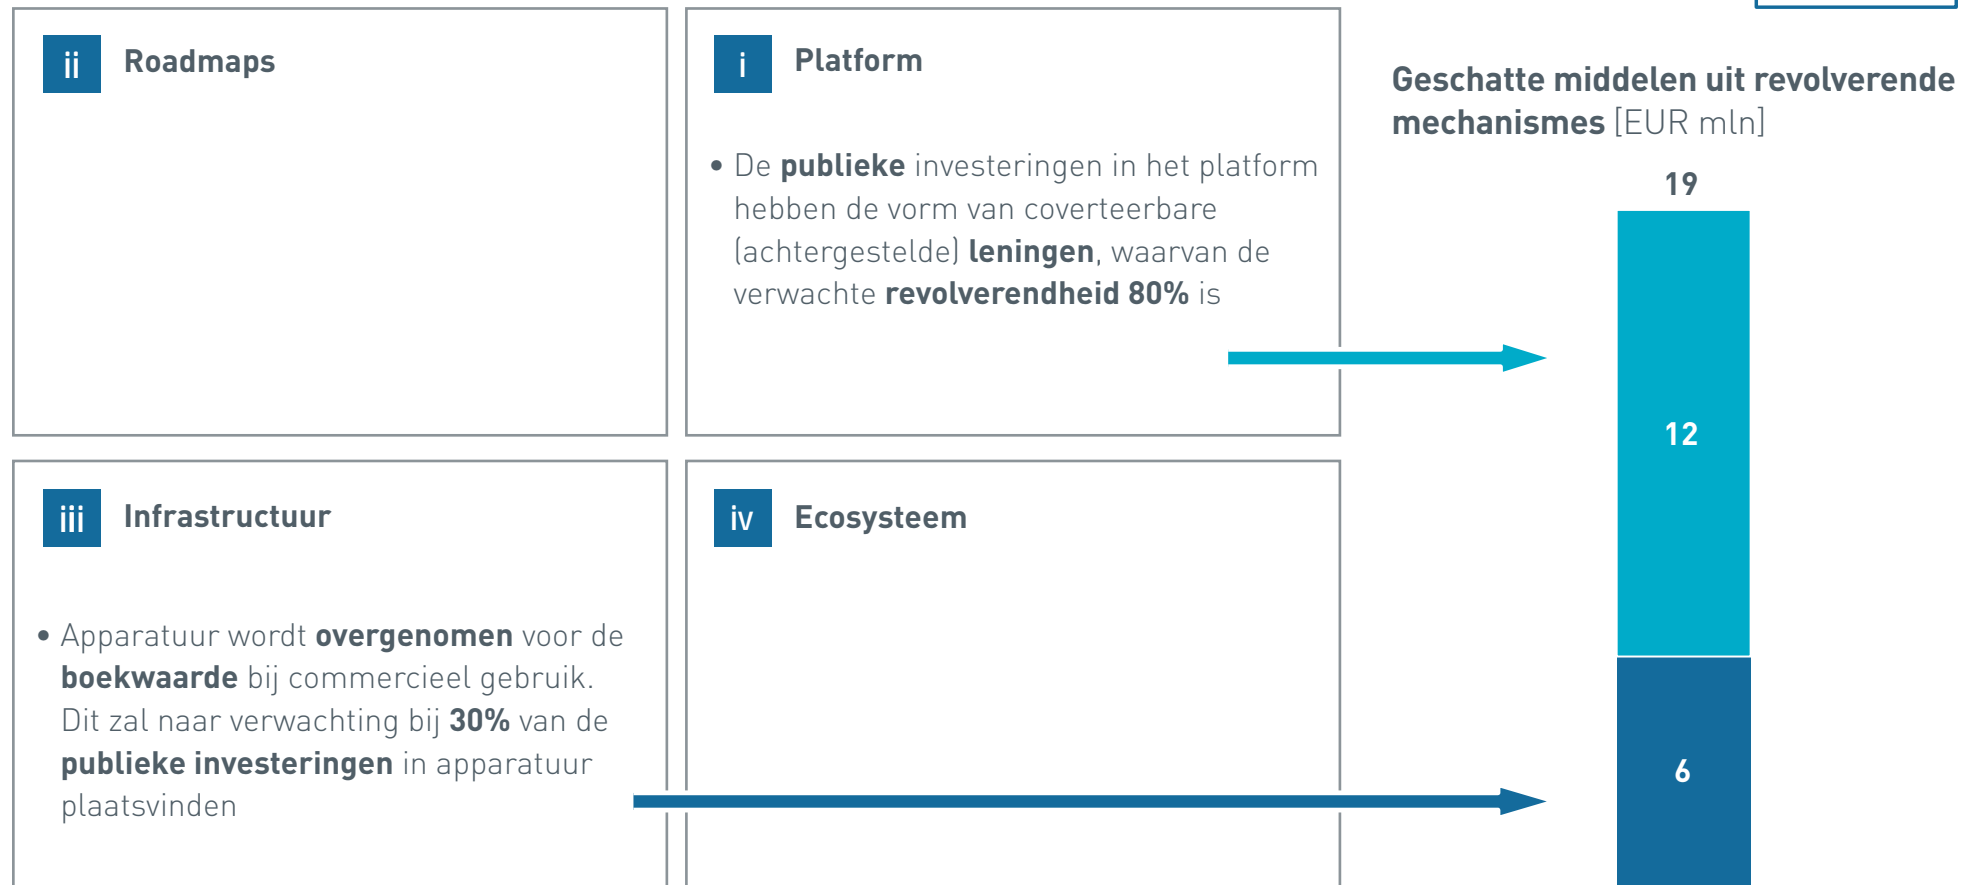 ii Roadmaps
i Platform
• De publieke investeringen in het platform
hebben de vorm van coverteerbare
(achtergestelde) leningen, waarvan de
verwachte revolverendheid 80% is
iii Infrastructuur
• Apparatuur wordt overgenomen voor de
boekwaarde bij commercieel gebruik.
Dit zal naar verwachting bij 30% van de
publieke investeringen in apparatuur
plaatsvinden
iv Ecosysteem
Geschatte middelen uit revolverende
mechanismes [EUR mln]
19
12
6